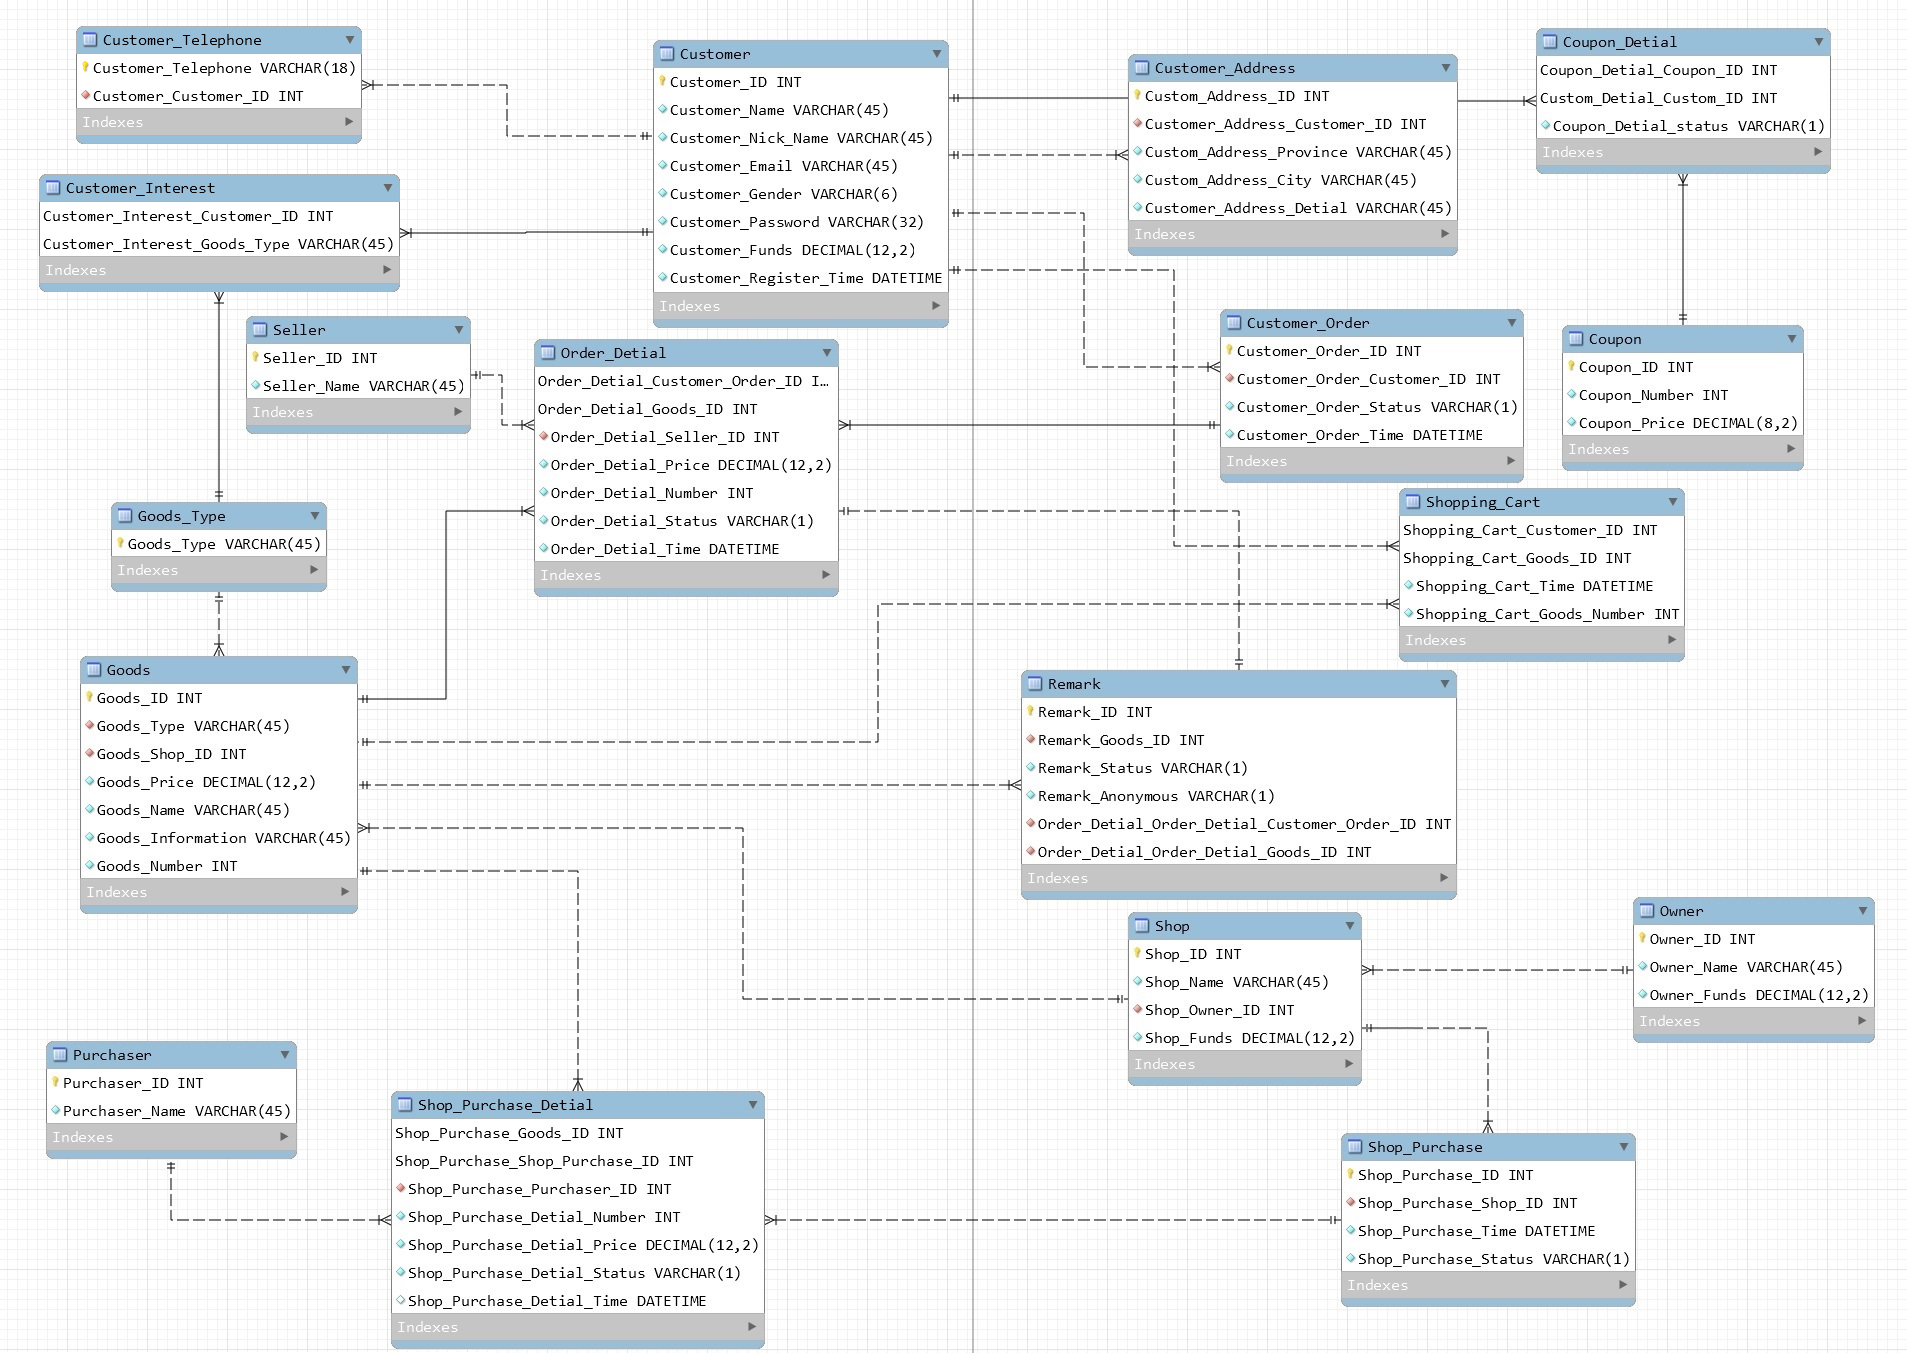 Customer_Telephone
Customer_Telephone VARCHAR(18)
Customer_Customer_ID INT
Indexes
Customer
Customer_ID INT
Customer_Name VARCHAR(45)
Customer_Nick_Name VARCHAR(45)
Customer_Email VARCHAR(45)
Customer_Gender VARCHAR(6)
Customer_Password VARCHAR(32)
Customer_Funds DECIMAL(12,2)
Customer_Register_Time DATETIME
Indexes
Customer_Address
Custom_Address_ID INT
Customer_Address_Customer_ID INT
Custom_Address_Province VARCHAR(45)
Custom_Address_City VARCHAR(45)
Customer_Address_Detial VARCHAR(45)
Indexes
Coupon_Detial
Coupon_Detial_Coupon_ID INT
Custom_Detial_Custom_ID INT
Coupon_Detial_status VARCHAR(1)
Indexes
Customer_Interest
Customer_Interest_Customer_ID INT
Customer_Interest_Goods_Type VARCHAR(45)
Indexes
Seller
Seller_ID INT
Seller_Name VARCHAR(45)
Indexes
Order_Detial
Order_Detial_Customer_Order_ID I...
Order_Detial_Goods_ID INT
Order_Detial_Seller_ID INT
Order_Detial_Price DECIMAL(12,2)
Order_Detial_Number INT
Order_Detial_Status VARCHAR(1)
Order_Detial_Time DATETIME
Indexes
Customer_Order
Customer_Order_ID INT
Customer_Order_Customer_ID INT
Customer_Order_Status VARCHAR(1)
Customer_Order_Time DATETIME
Indexes
Coupon
Coupon_ID INT
Coupon_Number INT
Coupon_Price DECIMAL(8,2)
Indexes
Goods_Type
Goods_Type VARCHAR(45)
Indexes
Shopping_Cart
Shopping_Cart_Customer_ID INT
Shopping_Cart_Goods_ID INT
Shopping_Cart_Time DATETIME
Shopping_Cart_Goods_Number INT
Indexes
Goods
Goods_ID INT
Goods_Type VARCHAR(45)
Goods_Shop_ID INT
Goods_Price DECIMAL(12,2)
Goods_Name VARCHAR(45)
Goods_Information VARCHAR(45)
Goods_Number INT
Indexes
Remark
Remark_ID INT
Remark_Goods_ID INT
Remark_Status VARCHAR(1)
Remark_Anonymous VARCHAR(1)
Order_Detial_Order_Detial_Customer_Order_ID INT
Order_Detial_Order_Detial_Goods_ID INT
Indexes
Shop
Shop_ID INT
Shop_Name VARCHAR(45)
Shop_Owner_ID INT
Shop_Funds DECIMAL(12,2)
Indexes
Owner
Owner_ID INT
Owner_Name VARCHAR(45)
Owner_Funds DECIMAL(12,2)
Indexes
Purchaser
Purchaser_ID INT
Purchaser_Name VARCHAR(45)
Indexes
Shop_Purchase_Detial
Shop_Purchase_Goods_ID INT
Shop_Purchase_Shop_Purchase_ID INT
Shop_Purchase_Purchaser_ID INT
Shop_Purchase_Detial_Number INT
Shop_Purchase_Detial_Price DECIMAL(12,2)
Shop_Purchase_Detial_Status VARCHAR(1)
Shop_Purchase_Detial_Time DATETIME
Indexes
Shop_Purchase
Shop_Purchase_ID INT
Shop_Purchase_Shop_ID INT
Shop_Purchase_Time DATETIME
Shop_Purchase_Status VARCHAR(1)
Indexes